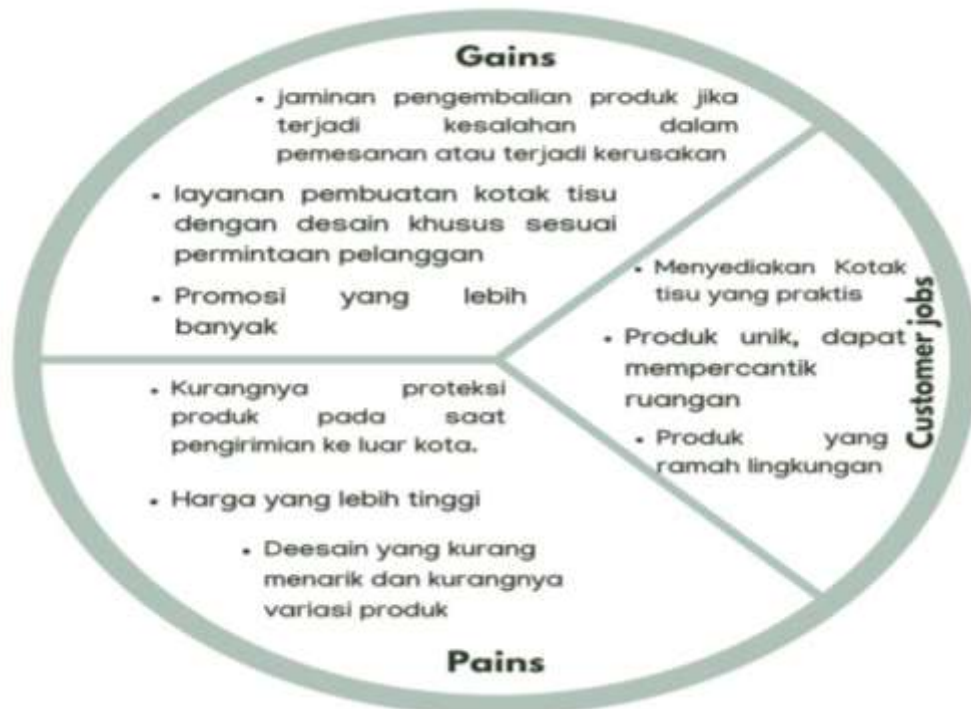 Gains
• jaminan pengembalian produk jika
terjadi kesalahan dalam
pemesanan atau terjadi kerusakan
• layanan pembuatan kotak tisu
dengan desain khusus sesuai
permintaan pelanggan
• Promosi yang lebih
banyak
• Menyediakan Kotak
tisu yang praktis
• Produk unik, dapat
mempercantik
ruangan
• Produk yang
ramah lingkungan
Customer jobs
• Kurangnya proteksi
produk pada saat
pengirimian ke luar kota.
• Harga yang lebih tinggi
• Deesain yang kurang
menarik dan kurangnya
variasi produk
Pains